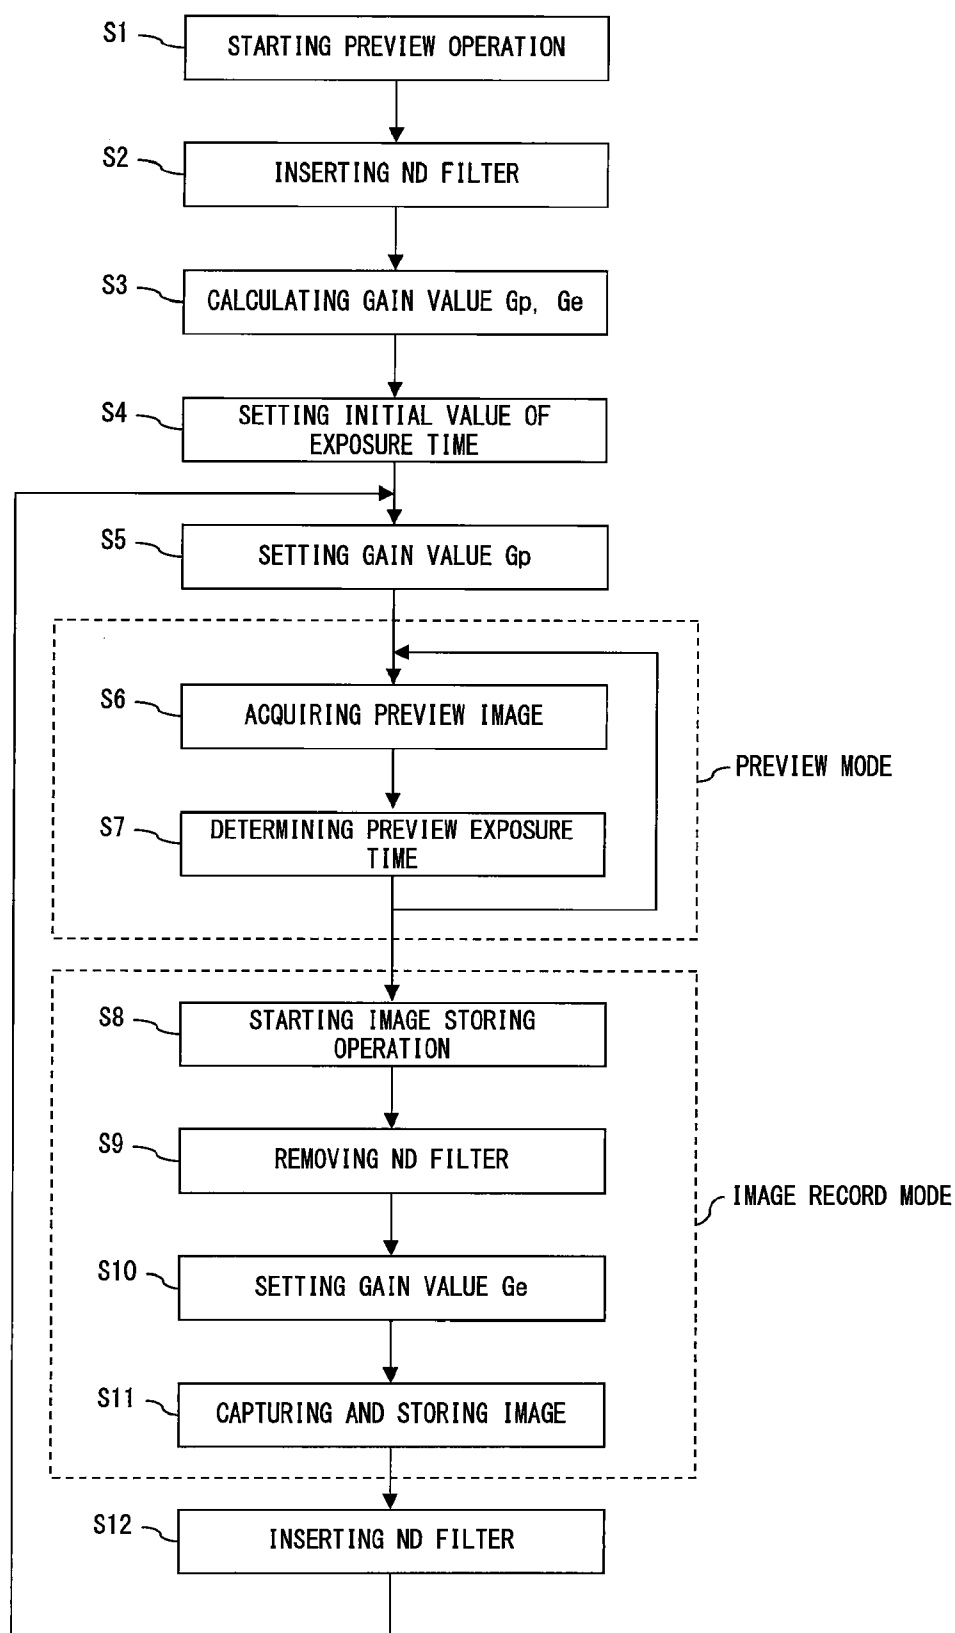 S1
STARTING PREVIEW OPERATION
S2
INSERTING ND FILTER
S3
CALCULATING GAIN VALUE Gp, Ge
S4
SETTING INITIAL VALUE OF
EXPOSURE TIME
S5
SETTING GAIN VALUE Gp
S6
ACQUIRING PREVIEW IMAGE
PREVIEW MODE
S7
DETERMINING PREVIEW EXPOSURE
TIME
S8
STARTING IMAGE STORING
OPERATION
S9
REMOVING ND FILTER
IMAGE RECORD MODE
S10
SETTING GAIN VALUE Ge
S11
CAPTURING AND STORING IMAGE
S12
INSERTING ND FILTER